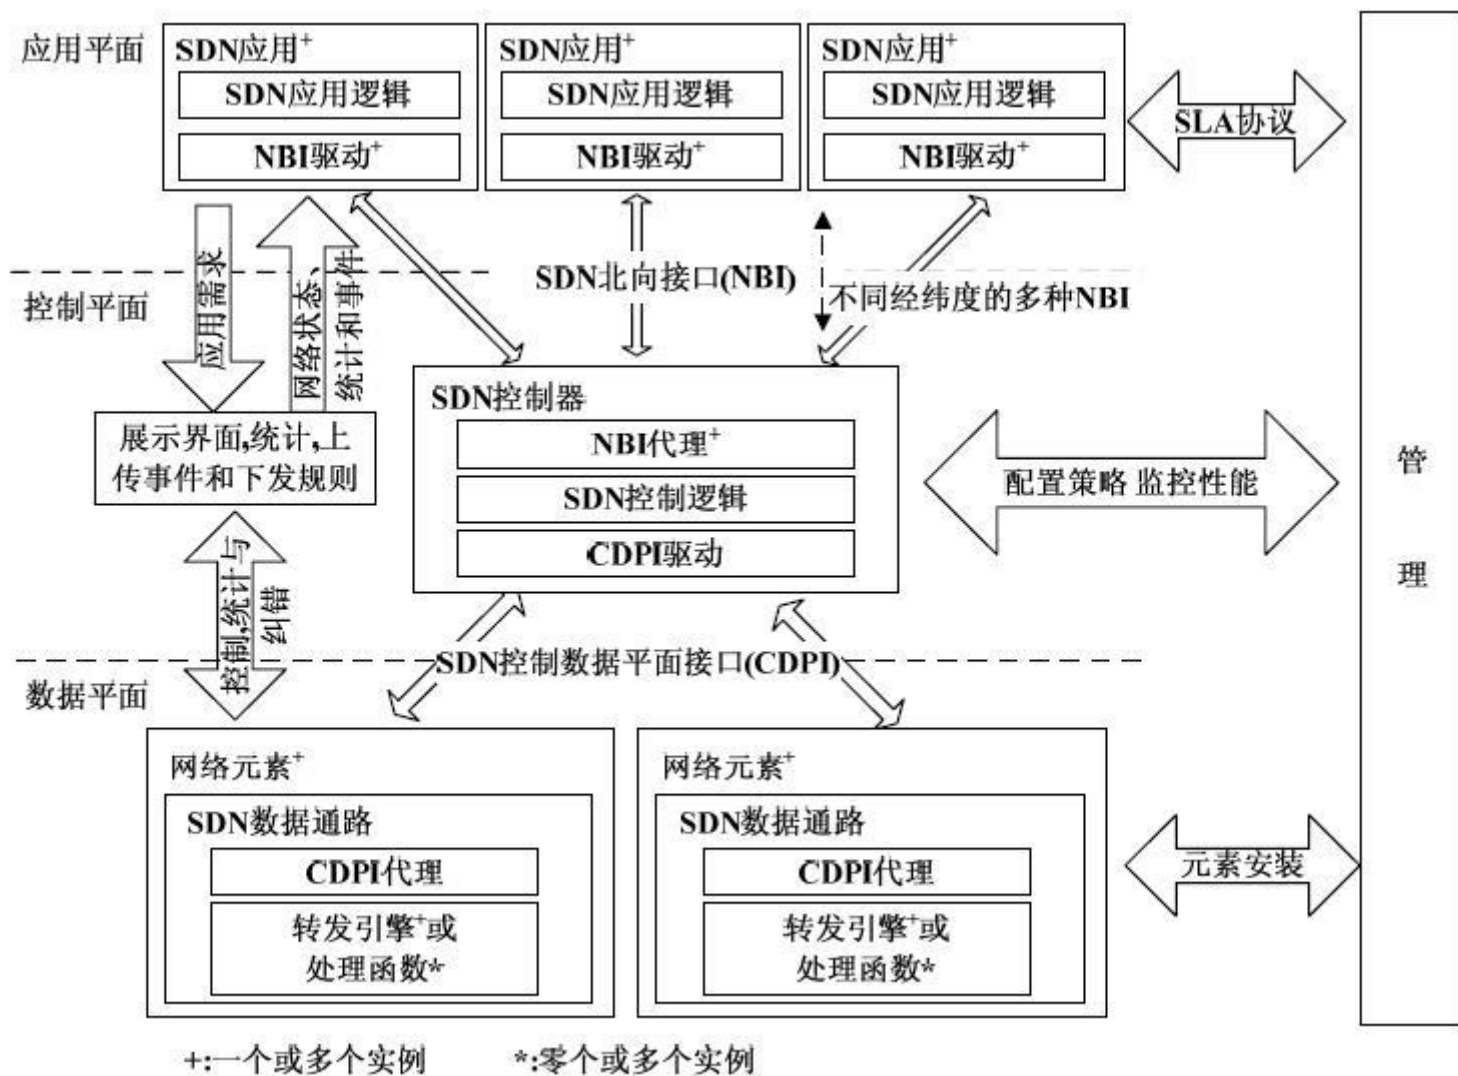 应用平面
SDN应用+
SDN应用逻辑
NBI驱动+
SDN应用+
SDN应用逻辑
NBI驱动+
SDN应用+
SDN应用逻辑
NBI驱动+
SLA协议
应用需求
网络状态、
统计和事件
SDN北向接口(NBI)
不同经纬度的多种NBI
控制平面
展示界面,统计,上
传事件和下发规则
SDN控制器
NBI代理+
SDN控制逻辑
CDPI驱动
配置策略 监控性能
管
理
控制,统计与
纠错
SDN控制数据平面接口(CDPI)
数据平面
网络元素+
SDN数据通路
CDPI代理
转发引擎+或
处理函数*
网络元素+
SDN数据通路
CDPI代理
转发引擎+或
处理函数*
元素安装
+:一个或多个实例
*:零个或多个实例